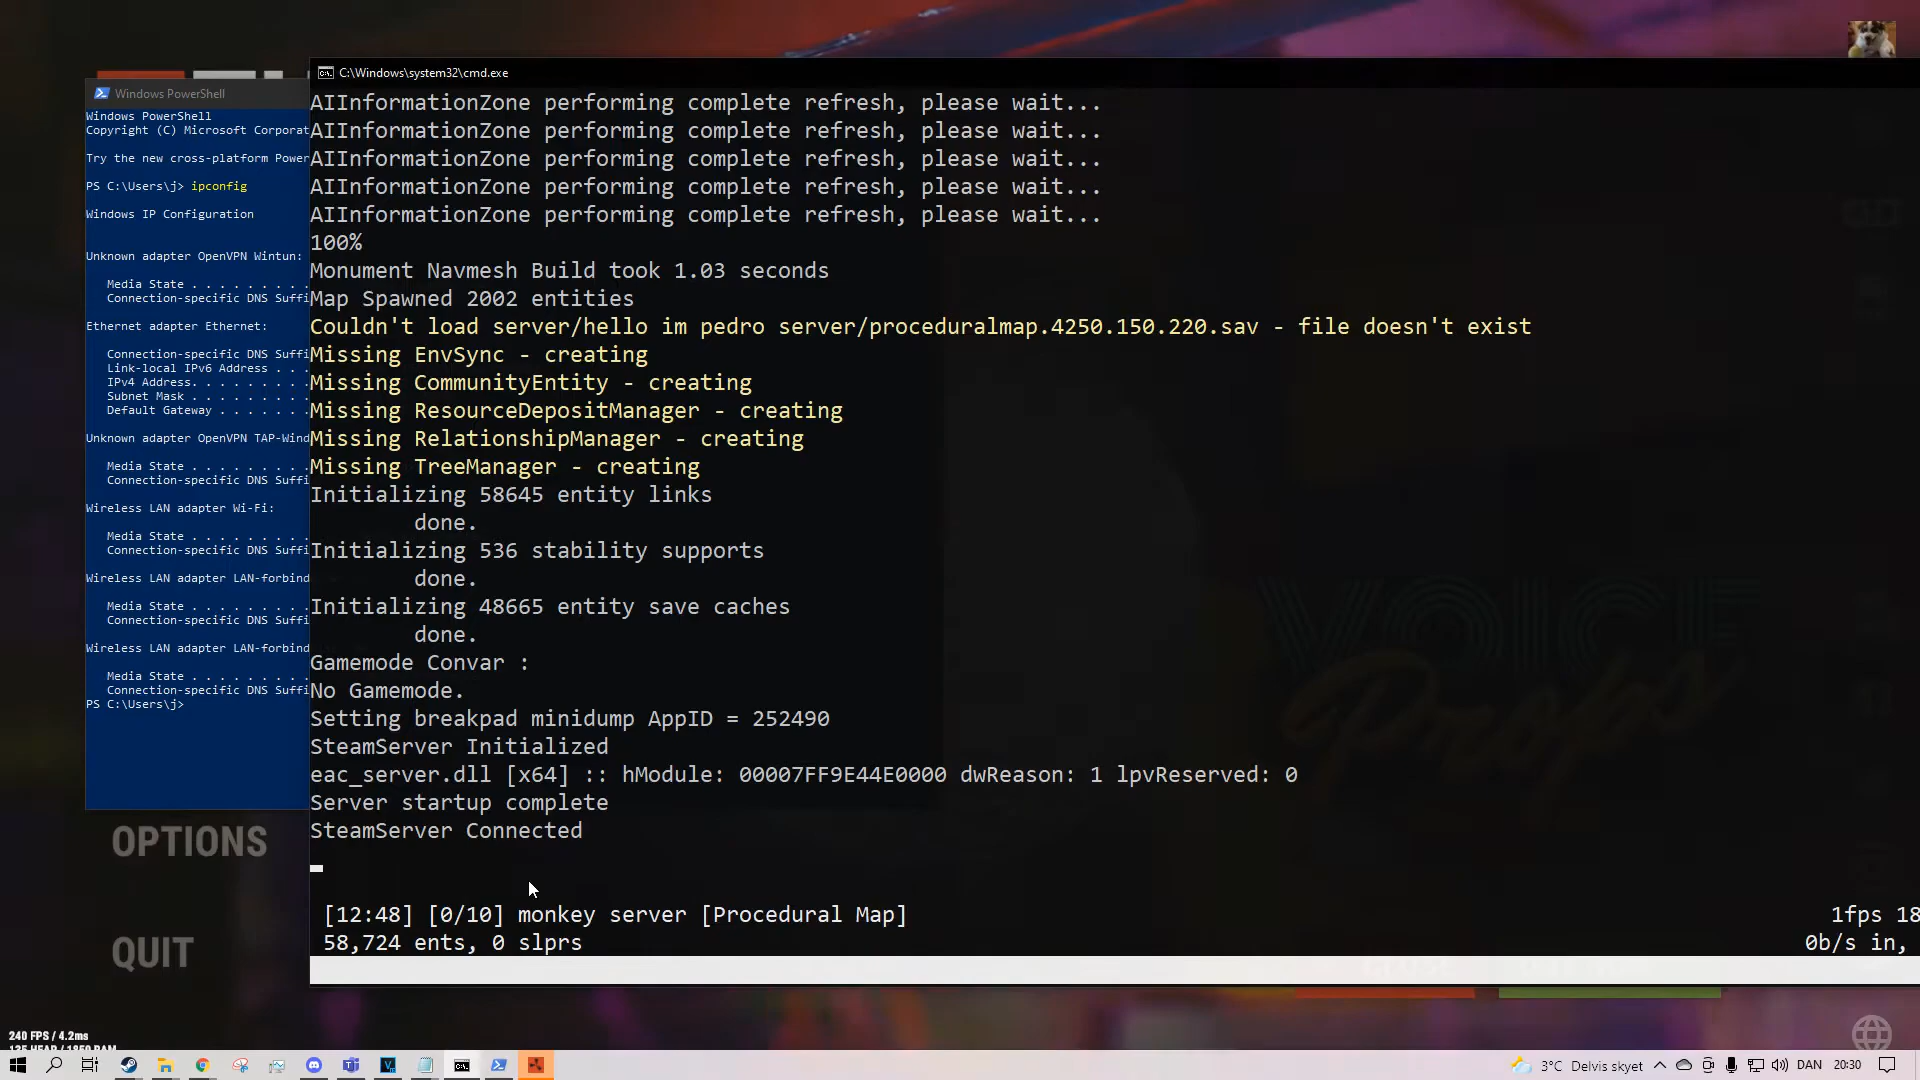 C:\Windows\system32\cmd.exe
Windows PowerShell
Windows PowerShell
Copyright (C) Microsoft Corporat
Try the new cross-platform Power
PS C:\Users\j> ipconfig
Windows IP Configuration
Unknown adapter OpenVPN Wintun:
Media State . . . . . . . . .
Connection-specific DNS Suffi
Ethernet adapter Ethernet:
Connection-specific DNS Suffi
Link-local IPv6 Address . . .
IPv4 Address. . . . . . . . .
Subnet Mask . . . . . . . . .
Default Gateway . . . . . . .
Unknown adapter OpenVPN TAP-Wind
Media State . . . . . . . . .
Connection-specific DNS Suffi
Wireless LAN adapter Wi-Fi:
Media State . . . . . . . . .
Connection-specific DNS Suffi
Wireless LAN adapter LAN-forbind
Media State . . . . . . . . .
Connection-specific DNS Suffi
Wireless LAN adapter LAN-forbind
Media State . . . . . . . . .
Connection-specific DNS Suffi
PS C:\Users\j>
AIInformationZone performing complete refresh, please wait...
AIInformationZone performing complete refresh, please wait...
AIInformationZone performing complete refresh, please wait...
AIInformationZone performing complete refresh, please wait...
AIInformationZone performing complete refresh, please wait...
100%
Monument Navmesh Build took 1.03 seconds
Map Spawned 2002 entities
Couldn't load server/hello im pedro server/proceduralmap.4250.150.220.sav - file doesn't exist
Missing EnvSync - creating
Missing CommunityEntity - creating
Missing ResourceDepositManager - creating
Missing RelationshipManager - creating
Missing TreeManager - creating
Initializing 58645 entity links
done.
Initializing 536 stability supports
done.
Initializing 48665 entity save caches
done.
Gamemode Convar :
No Gamemode.
Setting breakpad minidump AppID = 252490
SteamServer Initialized
eac_server.dll [x64] :: hModule: 00007FF9E44E0000 dwReason: 1 lpvReserved: 0
Server startup complete
SteamServer Connected
[12:48] [0/10] monkey server [Procedural Map]
1fps 18
58,724 ents, 0 slprs
0b/s in,
VOICE
Props
OPTIONS
QUIT
240 FPS / 4.2ms
3°C Delvis skyet
DAN
20:30